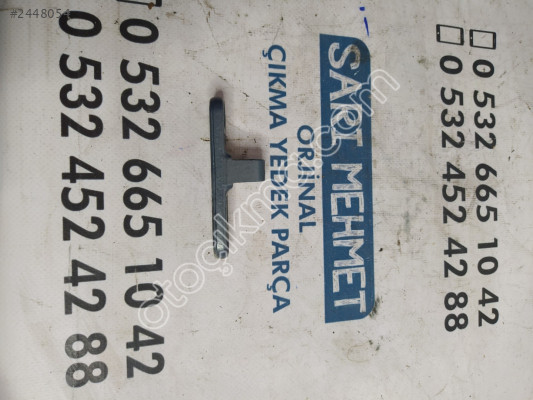 #2448054
0 532 665 10 42
0 532 452 42 88
SARI MEHMET
ORJİNAL
ÇIKMA YEDEK PARÇA
0 532 665 10 42
0 532 452 42 88
otoçıkma.com